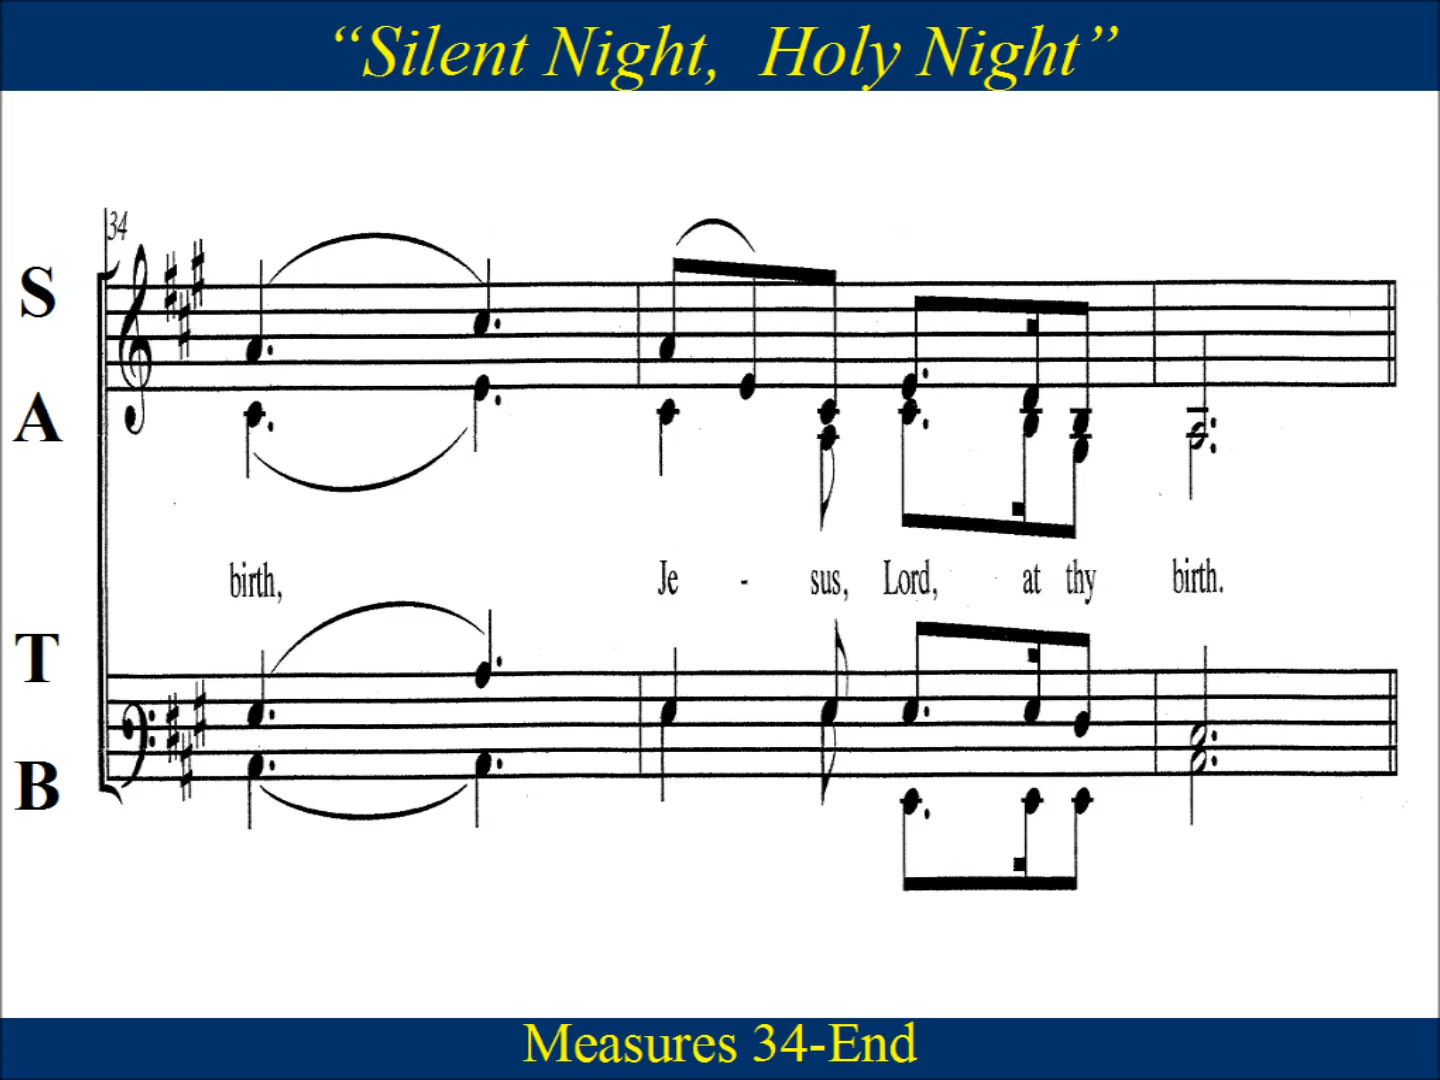 “Silent Night, Holy Night”
34
S
A
birth, Je - sus, Lord, at thy birth.
T
B
Measures 34-End